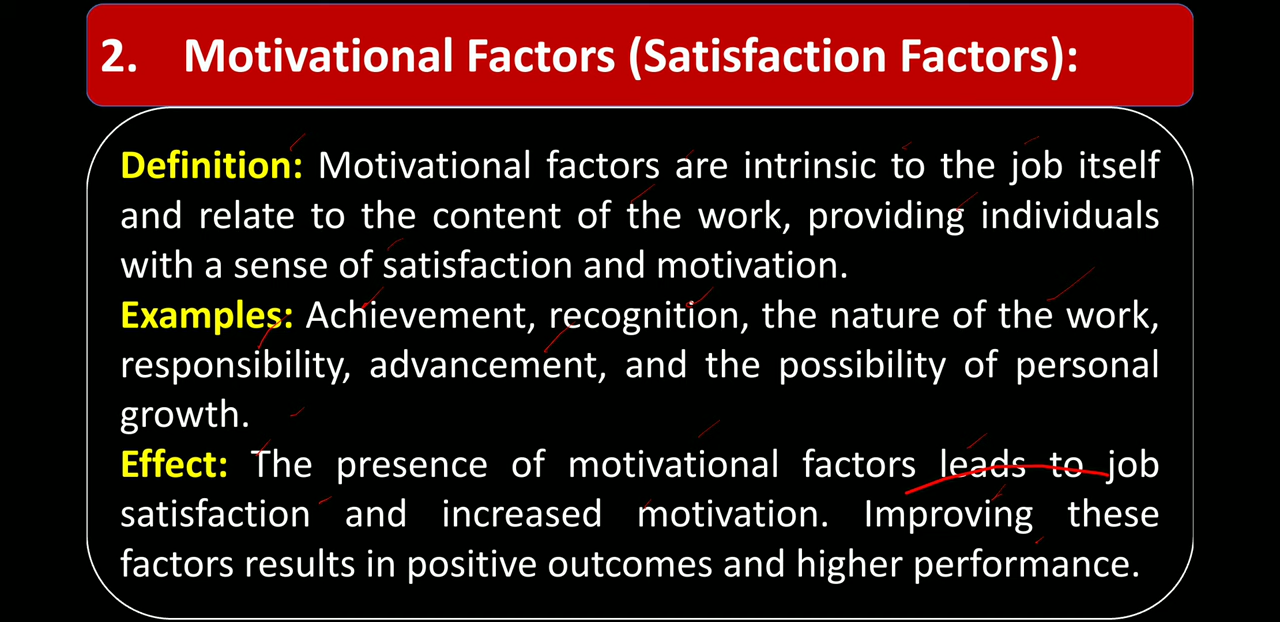 2. Motivational Factors (Satisfaction Factors):
Definition: Motivational factors are intrinsic to the job itself
and relate to the content of the work, providing individuals
with a sense of satisfaction and motivation.
Examples: Achievement, recognition, the nature of the work,
responsibility, advancement, and the possibility of personal
growth.
Effect: The presence of motivational factors leads to job
satisfaction and increased motivation. Improving these
factors results in positive outcomes and higher performance.